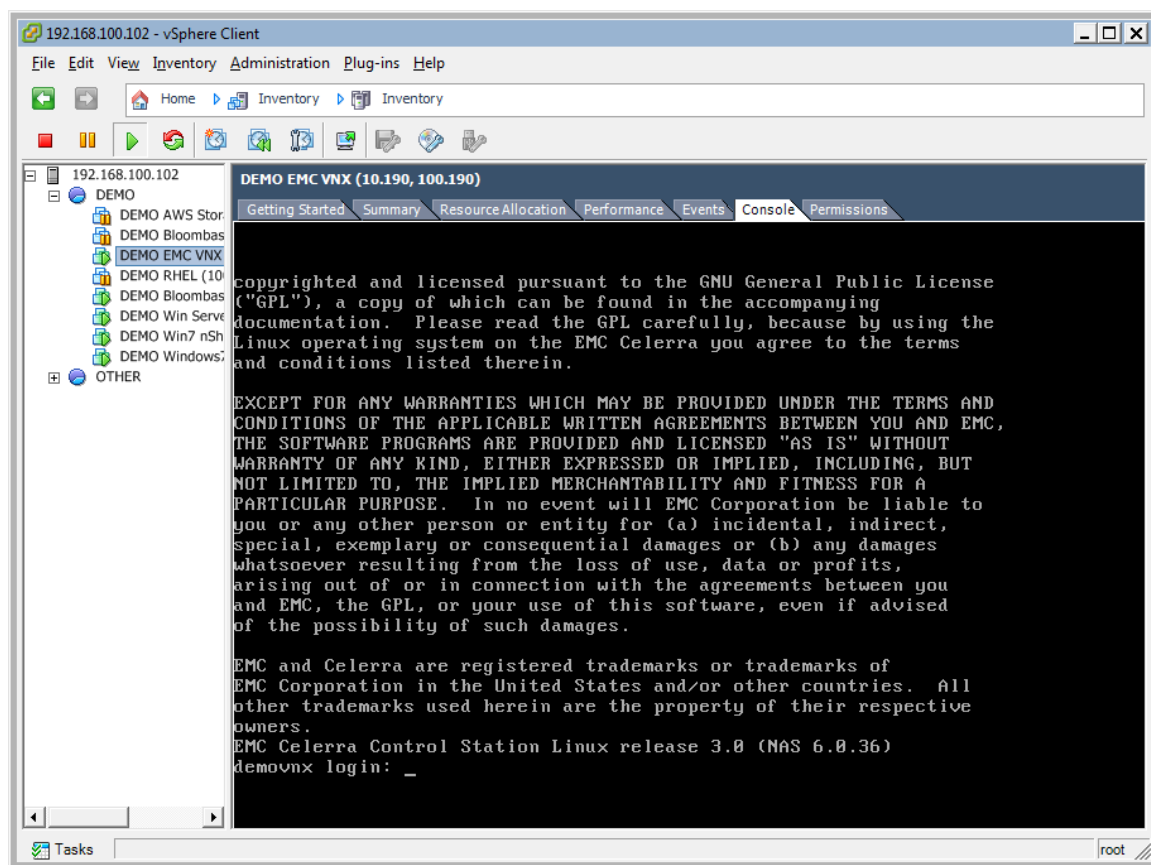 192.168.100.102 - vSphere Client
File Edit View Inventory Administration Plug-ins Help
Home Inventory Inventory
192.168.100.102
DEMO
DEMO AWS Stor
DEMO Bloombas
DEMO EMC VNX
DEMO RHEL (10
DEMO Bloombas
DEMO Win Serve
DEMO Win7 nSh
DEMO Windows7
OTHER
DEMO EMC VNX (10.190, 100.190)
Getting Started Summary Resource Allocation Performance Events Console Permissions
copyrighted and licensed pursuant to the GNU General Public License
("GPL"), a copy of which can be found in the accompanying
documentation.  Please read the GPL carefully, because by using the
Linux operating system on the EMC Celerra you agree to the terms
and conditions listed therein.
EXCEPT FOR ANY WARRANTIES WHICH MAY BE PROVIDED UNDER THE TERMS AND
CONDITIONS OF THE APPLICABLE WRITTEN AGREEMENTS BETWEEN YOU AND EMC,
THE SOFTWARE PROGRAMS ARE PROVIDED AND LICENSED "AS IS" WITHOUT
WARRANTY OF ANY KIND, EITHER EXPRESSED OR IMPLIED, INCLUDING, BUT
NOT LIMITED TO, THE IMPLIED MERCHANTABILITY AND FITNESS FOR A
PARTICULAR PURPOSE.  In no event will EMC Corporation be liable to
you or any other person or entity for (a) incidental, indirect,
special, exemplary or consequential damages or (b) any damages
whatsoever resulting from the loss of use, data or profits,
arising out of or in connection with the agreements between you
and EMC, the GPL, or your use of this software, even if advised
of the possibility of such damages.
EMC and Celerra are registered trademarks or trademarks of
EMC Corporation in the United States and/or other countries.  All
other trademarks used herein are the property of their respective
owners.
EMC Celerra Control Station Linux release 3.0 (NAS 6.0.36)
demovnx login: _
Tasks
root